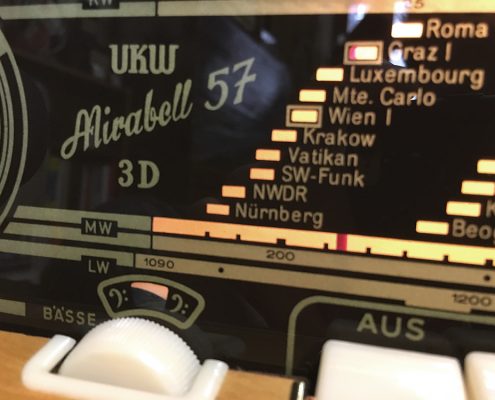 KW
UKW
Mirabell 57
3D
Roma
Graz I
Luxembourg
Mte. Carlo
Wien I
Krakow
Vatikan
SW-Funk
NWDR
Nürnberg
MW
200
LW
1090
1200
BÄSSE
AUS